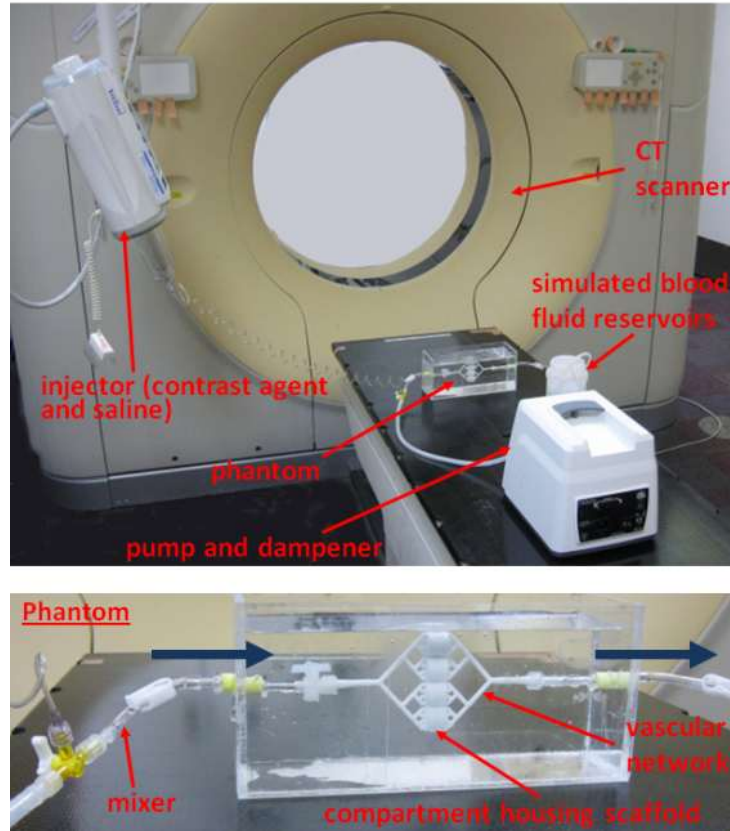 CT
scanner
simulated blood
fluid reservoirs
injector (contrast agent
and saline)
phantom
pump and dampener
Phantom
vascular
network
mixer
compartment housing scaffold